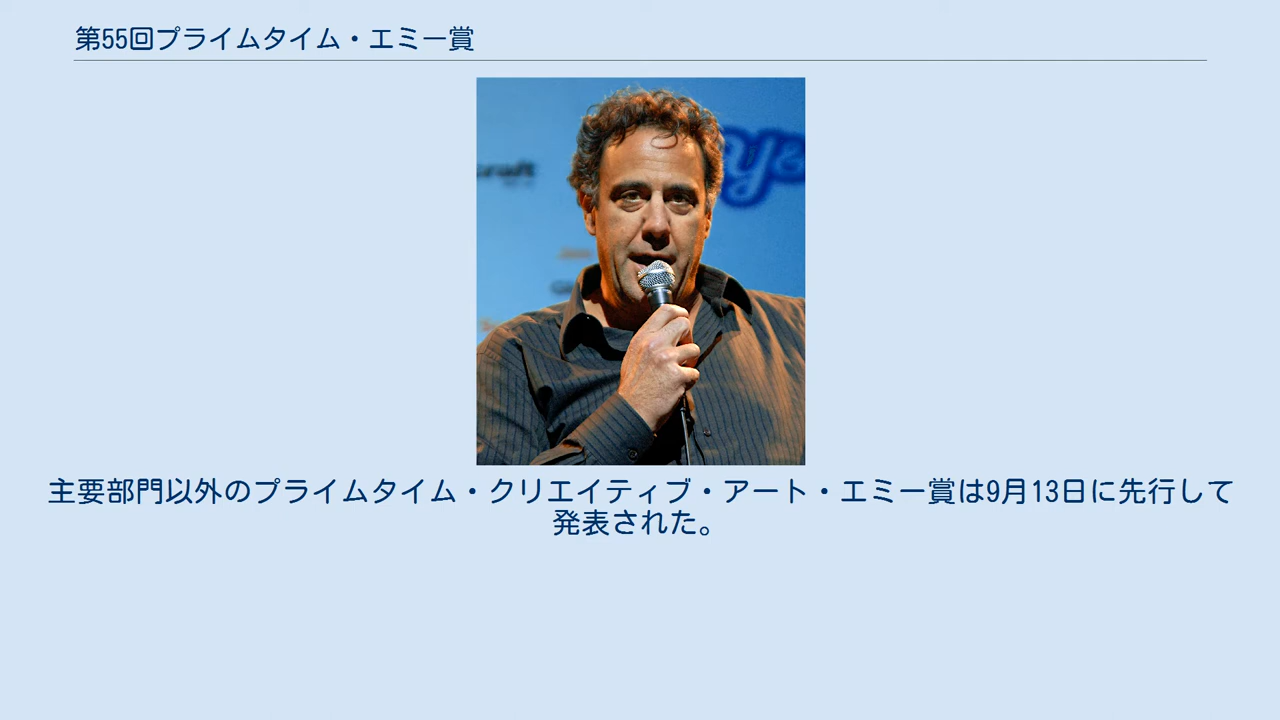 第55回プライムタイム・エミー賞
主要部門以外のプライムタイム・クリエイティブ・アート・エミー賞は9月13日に先行して
発表された。